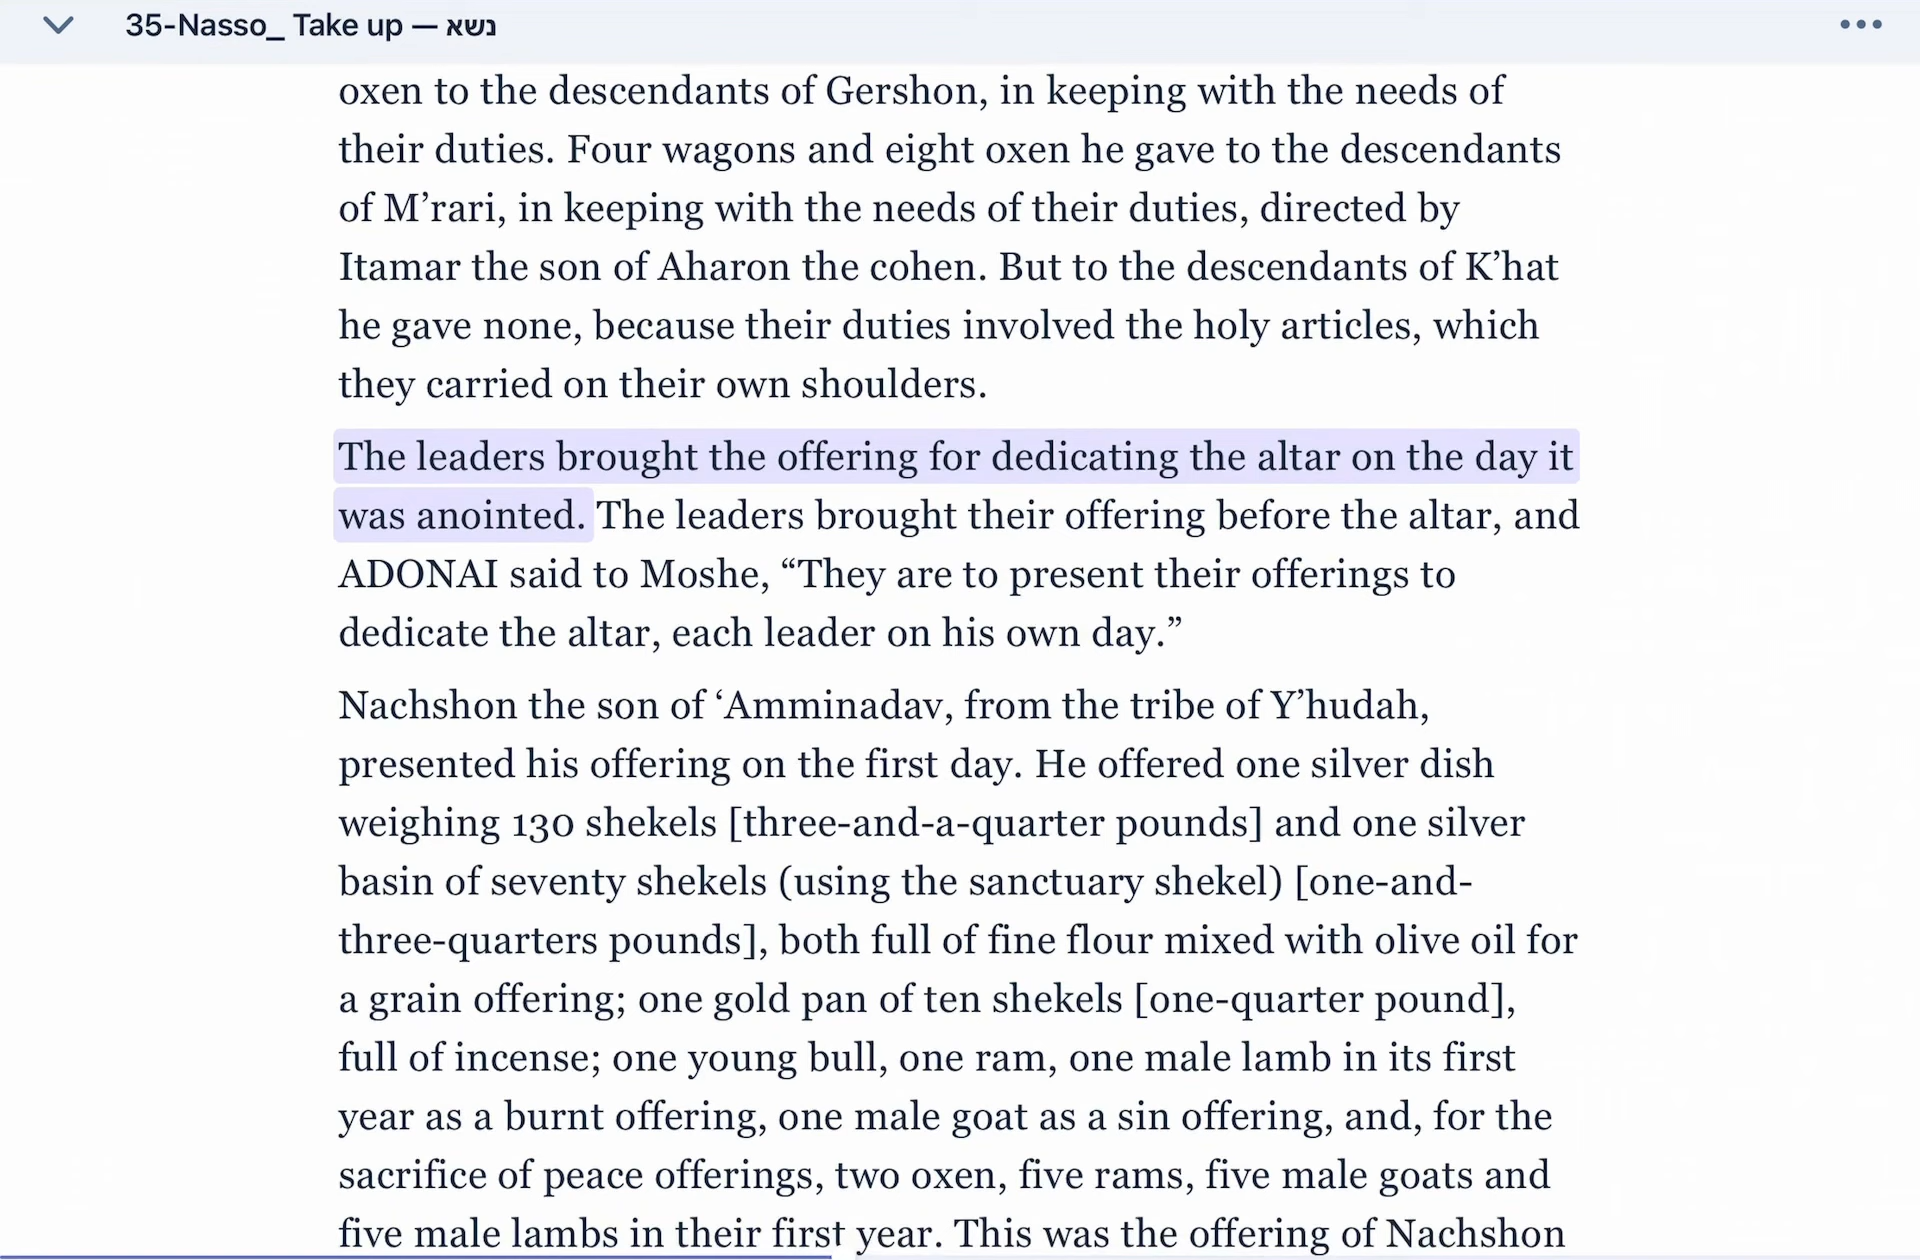 35-Nasso_ Take up — נשא
oxen to the descendants of Gershon, in keeping with the needs of
their duties. Four wagons and eight oxen he gave to the descendants
of M’rari, in keeping with the needs of their duties, directed by
Itamar the son of Aharon the cohen. But to the descendants of K’hat
he gave none, because their duties involved the holy articles, which
they carried on their own shoulders.
The leaders brought the offering for dedicating the altar on the day it
was anointed. The leaders brought their offering before the altar, and
ADONAI said to Moshe, “They are to present their offerings to
dedicate the altar, each leader on his own day.”
Nachshon the son of ‘Amminadav, from the tribe of Y’hudah,
presented his offering on the first day. He offered one silver dish
weighing 130 shekels [three-and-a-quarter pounds] and one silver
basin of seventy shekels (using the sanctuary shekel) [one-and-
three-quarters pounds], both full of fine flour mixed with olive oil for
a grain offering; one gold pan of ten shekels [one-quarter pound],
full of incense; one young bull, one ram, one male lamb in its first
year as a burnt offering, one male goat as a sin offering, and, for the
sacrifice of peace offerings, two oxen, five rams, five male goats and
five male lambs in their first year. This was the offering of Nachshon